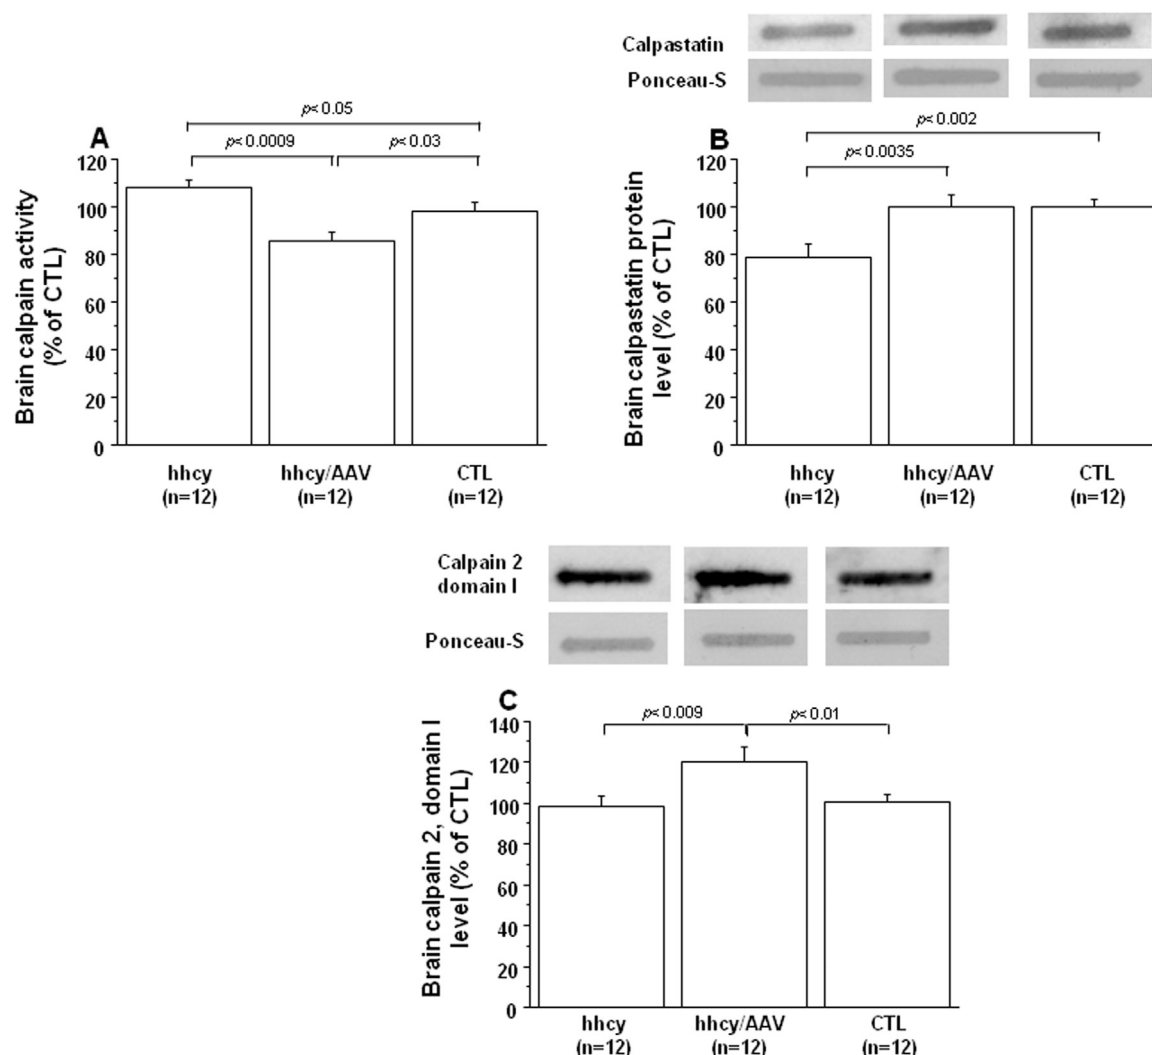 Calpastatin
Ponceau-S
A
p< 0.05
p< 0.0009
p< 0.03
Brain calpain activity
(% of CTL)
120
100
80
60
40
20
0
hhcy
(n=12)
hhcy/AAV
(n=12)
CTL
(n=12)
B
p< 0.002
p< 0.0035
Brain calpastatin protein
level (% of CTL)
120
100
80
60
40
20
0
hhcy
(n=12)
hhcy/AAV
(n=12)
CTL
(n=12)
Calpain 2
domain I
Ponceau-S
C
p< 0.009
p< 0.01
Brain calpain 2, domain I
level (% of CTL)
140
120
100
80
60
40
20
0
hhcy
(n=12)
hhcy/AAV
(n=12)
CTL
(n=12)